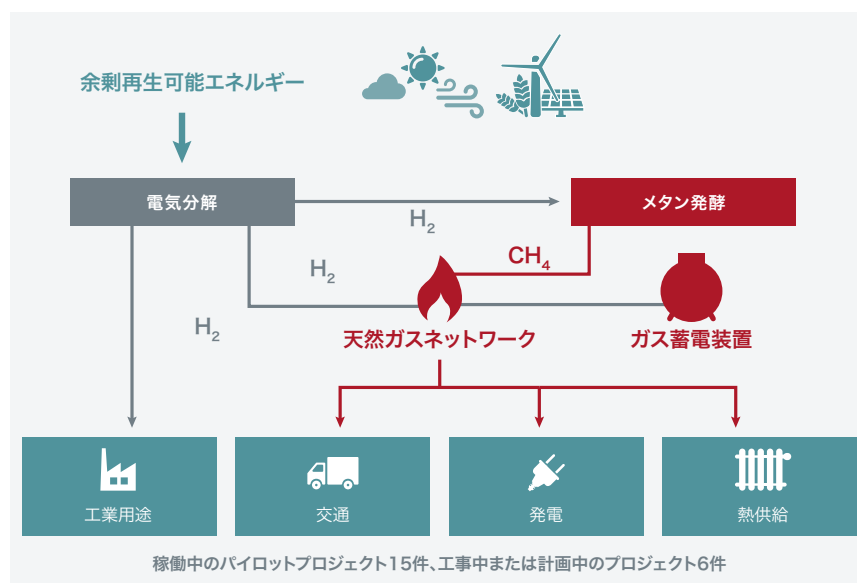 余剰再生可能エネルギー
電気分解
メタン発酵
H₂
CH₄
H₂
H₂
天然ガスネットワーク
ガス蓄電装置
工業用途
交通
発電
熱供給
稼働中のパイロットプロジェクト15件、工事中または計画中のプロジェクト6件